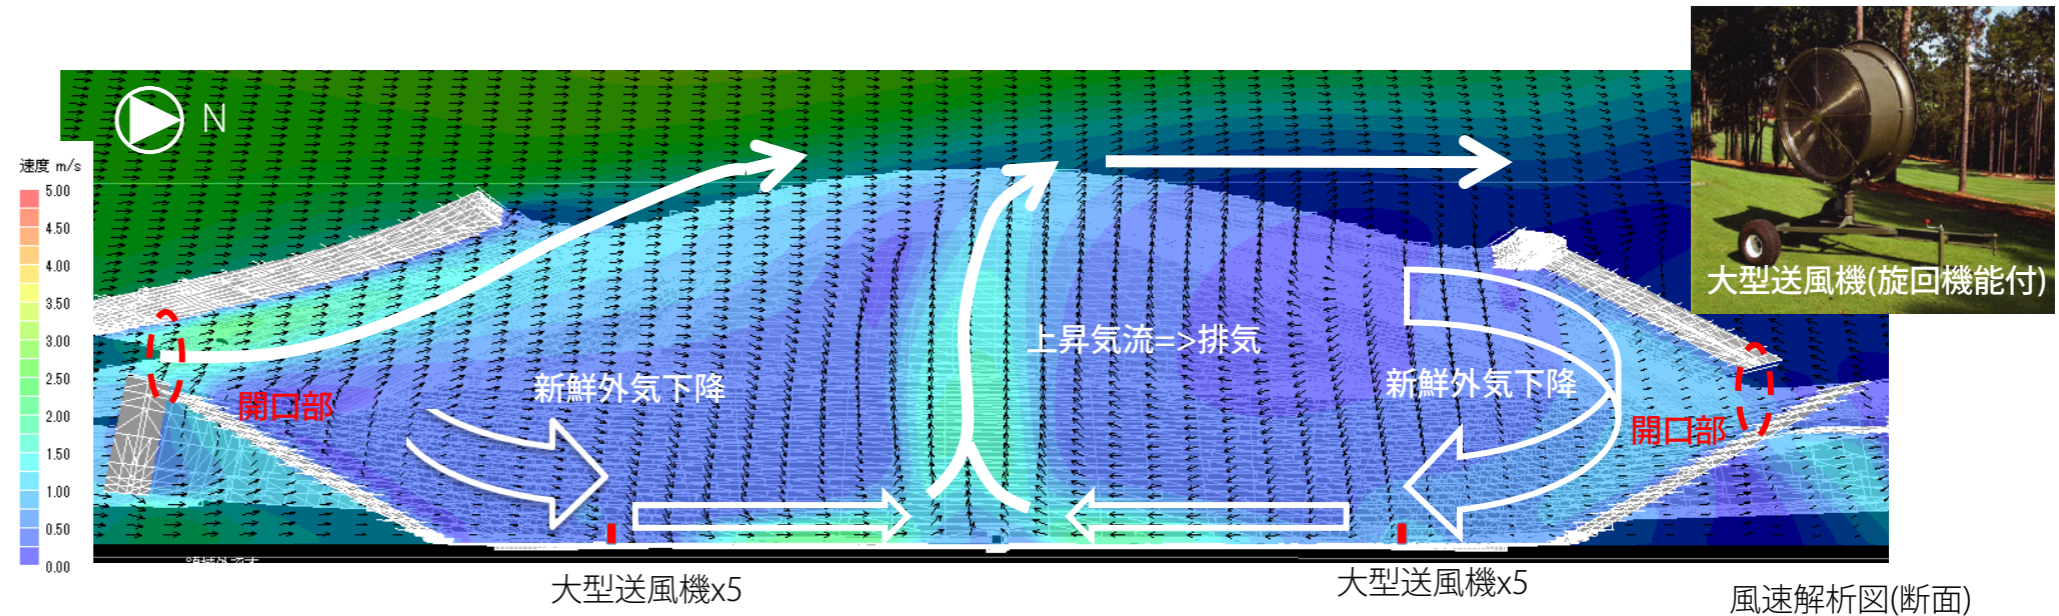 N
速度 m/s
5.00
4.50
4.00
3.50
3.00
2.50
2.00
1.50
1.00
0.50
0.00
大型送風機(旋回機能付)
上昇気流=>排気
新鮮外気下降
新鮮外気下降
開口部
開口部
大型送風機x5
大型送風機x5
風速解析図(断面)